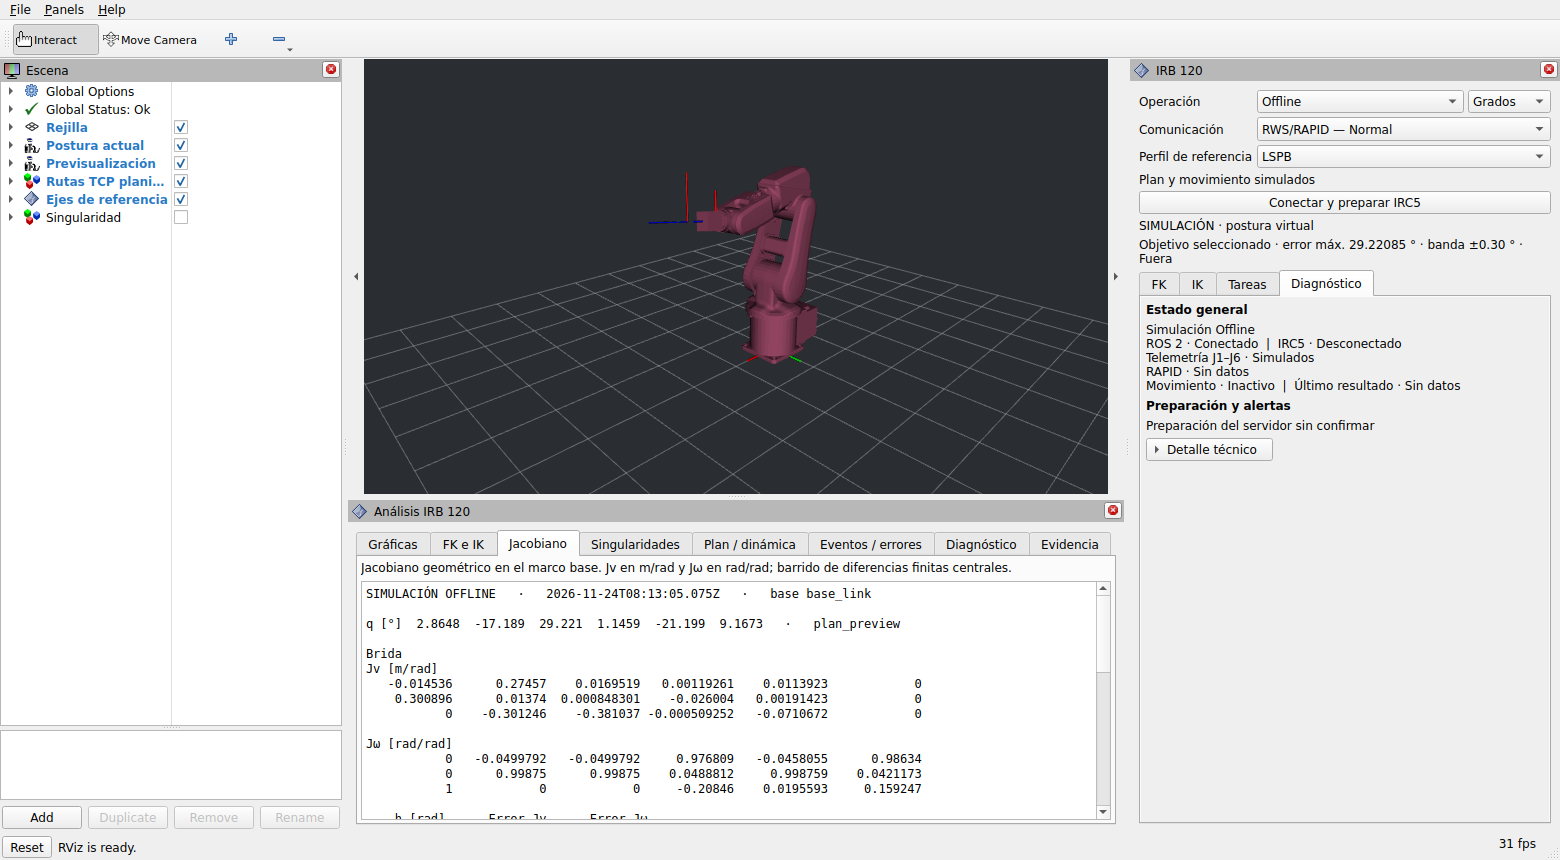 File Panels Help
Interact Move Camera
Escena
Global Options
Global Status: Ok
Rejilla
Postura actual
Previsualización
Rutas TCP plani...
Ejes de referencia
Singularidad
Add Duplicate Remove Rename
Reset RViz is ready.
Análisis IRB 120
Gráficas FK e IK Jacobiano Singularidades Plan / dinámica Eventos / errores Diagnóstico Evidencia
Jacobiano geométrico en el marco base. Jv en m/rad y Jω en rad/rad; barrido de diferencias finitas centrales.
SIMULACIÓN OFFLINE · 2026-11-24T08:13:05.075Z · base base_link
q [°] 2.8648 -17.189 29.221 1.1459 -21.199 9.1673 · plan_preview
Brida
Jv [m/rad]
-0.014536 0.27457 0.0169519 0.00119261 0.0113923 0
0.300896 0.01374 0.000848301 -0.026004 0.00191423 0
0 -0.301246 -0.381037 -0.000509252 -0.0710672 0
Jω [rad/rad]
0 -0.0499792 -0.0499792 0.976809 -0.0458055 0.98634
0 0.99875 0.99875 0.0488812 0.998759 0.0421173
1 0 0 -0.20846 0.0195593 0.159247
h [rad] Error Jv Error Jω
IRB 120
Operación Offline Grados
Comunicación RWS/RAPID — Normal
Perfil de referencia LSPB
Plan y movimiento simulados
Conectar y preparar IRC5
SIMULACIÓN · postura virtual
Objetivo seleccionado · error máx. 29.22085 ° · banda ±0.30 ° ·
Fuera
FK IK Tareas Diagnóstico
Estado general
Simulación Offline
ROS 2 · Conectado | IRC5 · Desconectado
Telemetría J1–J6 · Simulados
RAPID · Sin datos
Movimiento · Inactivo | Último resultado · Sin datos
Preparación y alertas
Preparación del servidor sin confirmar
Detalle técnico
31 fps